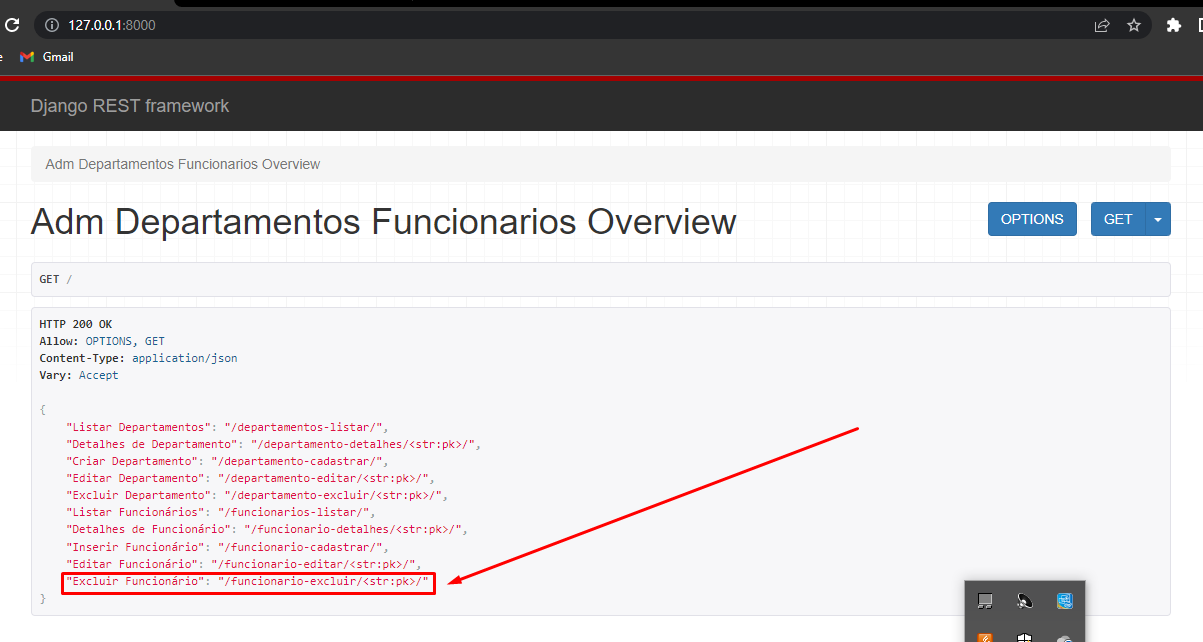 127.0.0.1:8000
Gmail
Django REST framework
Adm Departamentos Funcionarios Overview
Adm Departamentos Funcionarios Overview
OPTIONS
GET
GET /
HTTP 200 OK
Allow: OPTIONS, GET
Content-Type: application/json
Vary: Accept
{
"Listar Departamentos": "/departamentos-listar/",
"Detalhes de Departamento": "/departamento-detalhes/<str:pk>/",
"Criar Departamento": "/departamento-cadastrar/",
"Editar Departamento": "/departamento-editar/<str:pk>/",
"Excluir Departamento": "/departamento-excluir/<str:pk>/",
"Listar Funcionários": "/funcionarios-listar/",
"Detalhes de Funcionário": "/funcionario-detalhes/<str:pk>/",
"Inserir Funcionário": "/funcionario-cadastrar/",
"Editar Funcionário": "/funcionario-editar/<str:pk>/",
"Excluir Funcionário": "/funcionario-excluir/<str:pk>/"
}